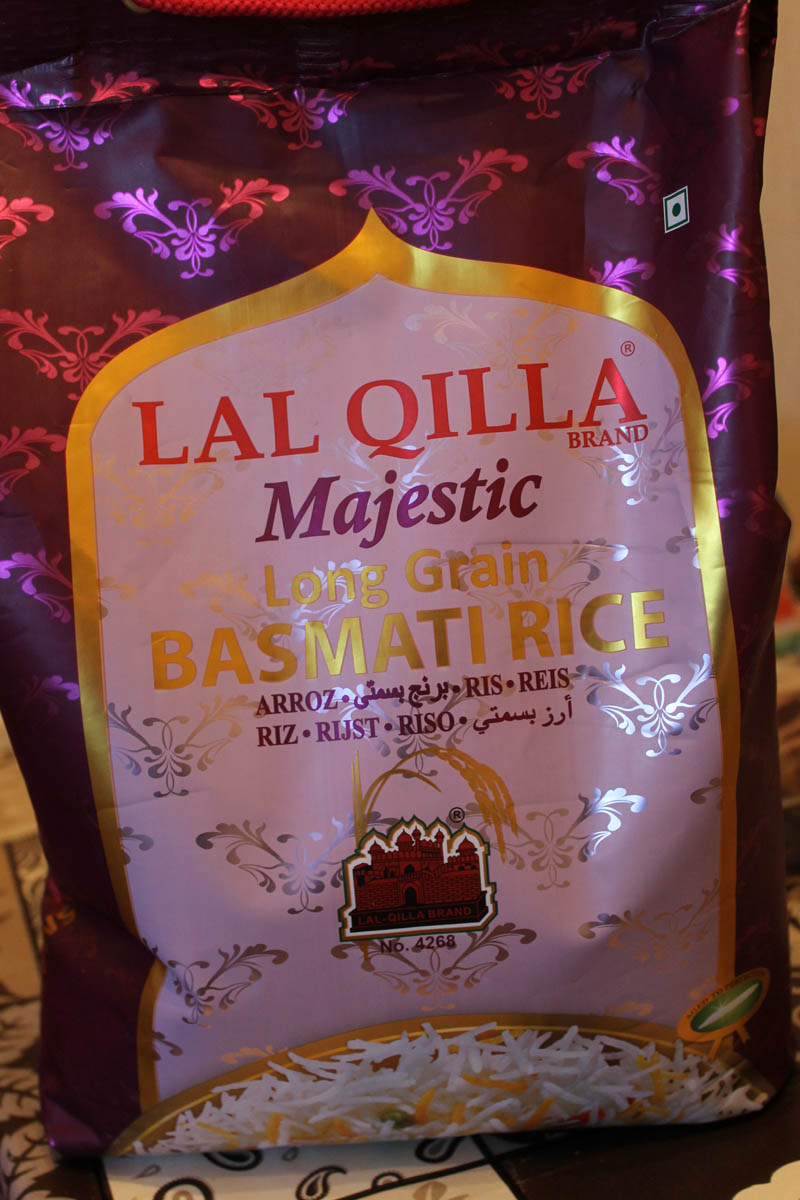 LAL QILLA®
BRAND
Majestic
Long Grain
BASMATI RICE
ARROZ • برنج بسمتی • RIS • REIS
RIZ • RIJST • RISO • أرز بسمتي
®
LAL-QILLA BRAND
No. 4268